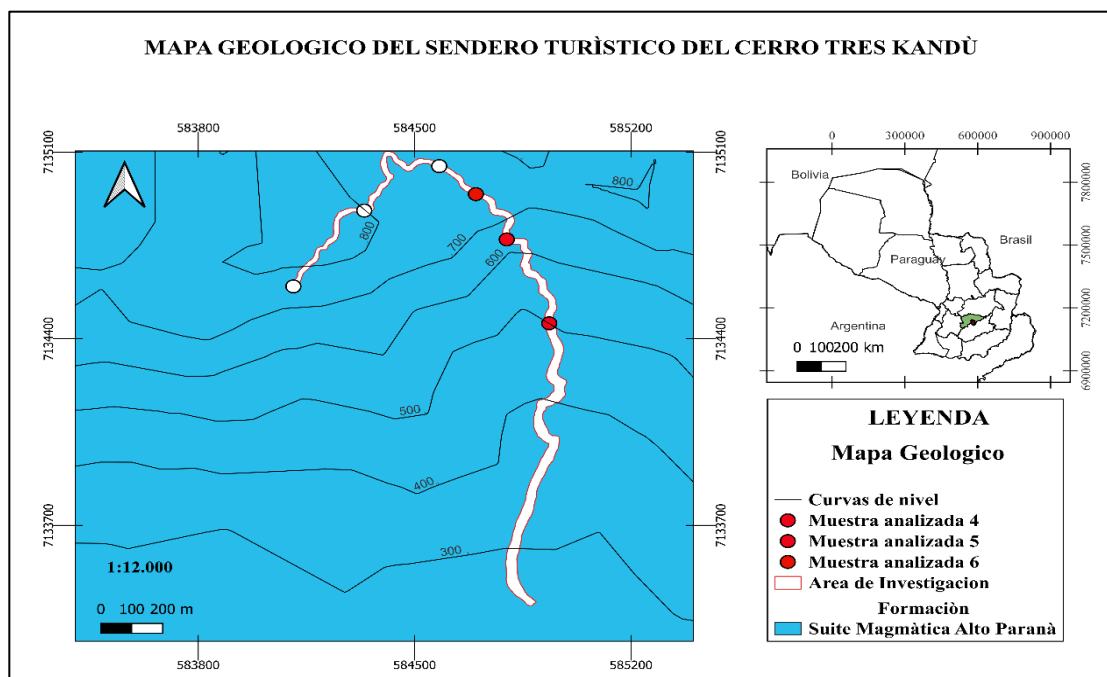 MAPA GEOLOGICO DEL SENDERO TURÌSTICO DEL CERRO TRES KANDÙ
583800 584500 585200
7135100 7135100
7134400 7134400
7133700 7133700
800
800
700
600
500
400
300
1:12.000
0 100 200 m
583800 584500 585200
0 300000 600000 900000
Bolivia
Brasil
Paraguay
Argentina
7800000
7500000
7200000
6900000
0 100200 km
LEYENDA
Mapa Geologico
Curvas de nivel
Muestra analizada 4
Muestra analizada 5
Muestra analizada 6
Area de Investigacion
Formaciòn
Suite Magmàtica Alto Paranà